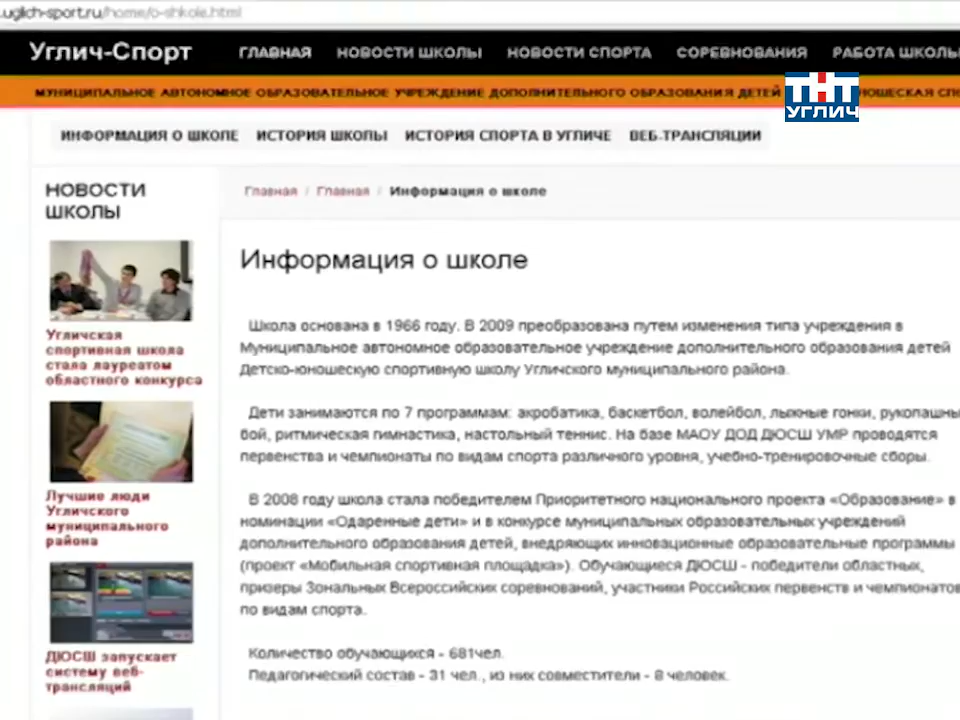 .uglich-sport.ru/home/o-shkole.html
Углич-Спорт
ГЛАВНАЯ НОВОСТИ ШКОЛЫ НОВОСТИ СПОРТА СОРЕВНОВАНИЯ РАБОТА ШКОЛЫ
МУНИЦИПАЛЬНОЕ АВТОНОМНОЕ ОБРАЗОВАТЕЛЬНОЕ УЧРЕЖДЕНИЕ ДОПОЛНИТЕЛЬНОГО ОБРАЗОВАНИЯ ДЕТЕЙ
ТНТ
УГЛИЧ
ИНФОРМАЦИЯ О ШКОЛЕ ИСТОРИЯ ШКОЛЫ ИСТОРИЯ СПОРТА В УГЛИЧЕ ВЕБ-ТРАНСЛЯЦИИ
НОВОСТИ
ШКОЛЫ
Угличская
спортивная школа
стала лауреатом
областного конкурса
Лучшие люди
Угличского
муниципального
района
ДЮСШ запускает
систему веб-
трансляций
Главная / Главная / Информация о школе
Информация о школе
Школа основана в 1966 году. В 2009 преобразована путем изменения типа учреждения в
Муниципальное автономное образовательное учреждение дополнительного образования детей
Детско-юношескую спортивную школу Угличского муниципального района.
Дети занимаются по 7 программам: акробатика, баскетбол, волейбол, лыжные гонки, рукопашны
бой, ритмическая гимнастика, настольный теннис. На базе МАОУ ДОД ДЮСШ УМР проводятся
первенства и чемпионаты по видам спорта различного уровня, учебно-тренировочные сборы.
В 2008 году школа стала победителем Приоритетного национального проекта «Образование» в
номинации «Одаренные дети» и в конкурсе муниципальных образовательных учреждений
дополнительного образования детей, внедряющих инновационные образовательные программы
(проект «Мобильная спортивная площадка»). Обучающиеся ДЮСШ - победители областных,
призеры Зональных Всероссийских соревнований, участники Российских первенств и чемпионатов
по видам спорта.
Количество обучающихся - 681чел.
Педагогический состав - 31 чел., из них совместители - 8 человек.